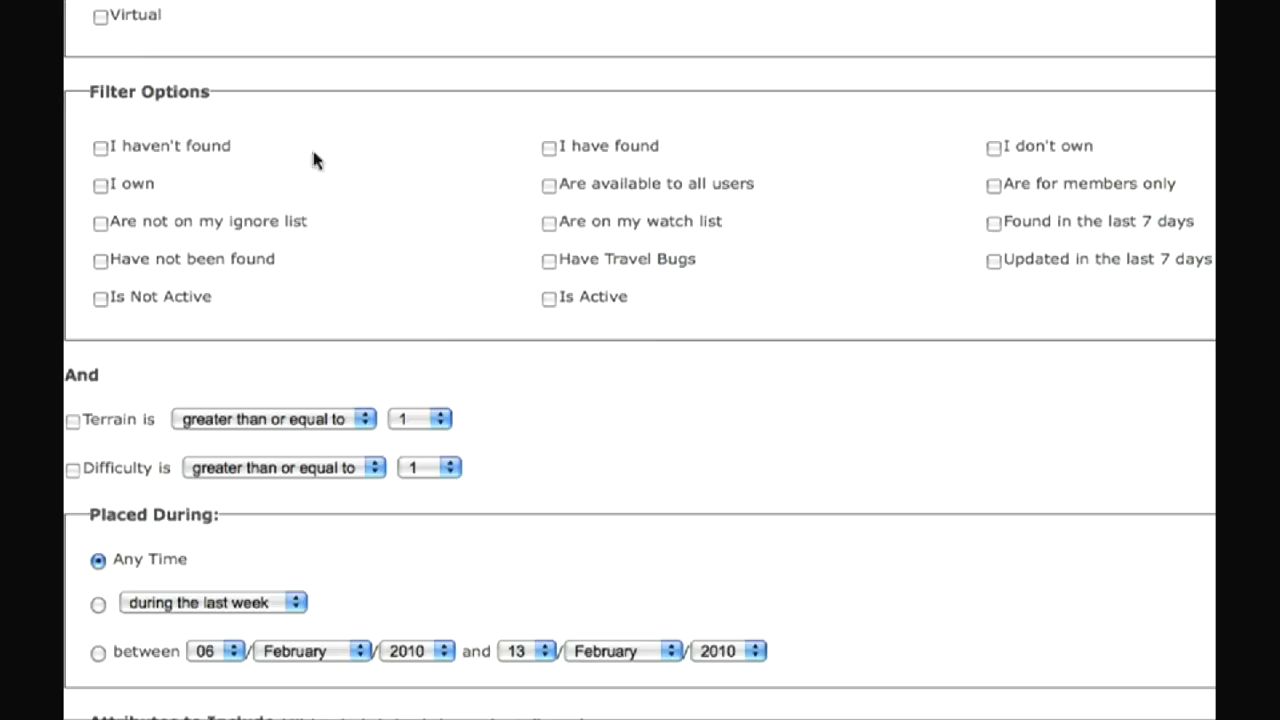 Virtual
Filter Options
I haven't found I have found I don't own
I own Are available to all users Are for members only
Are not on my ignore list Are on my watch list Found in the last 7 days
Have not been found Have Travel Bugs Updated in the last 7 days
Is Not Active Is Active
And
Terrain is greater than or equal to 1
Difficulty is greater than or equal to 1
Placed During:
Any Time
during the last week
between 06 / February / 2010 and 13 / February / 2010
Attributes to Include